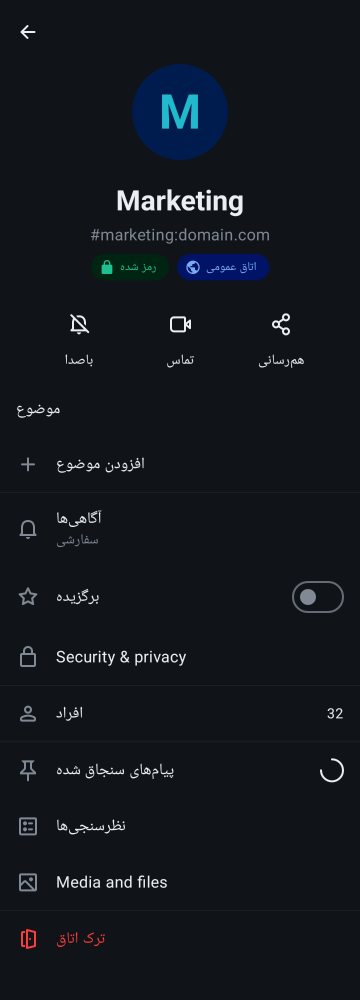 M
Marketing
#marketing:domain.com
رمز شده
اتاق عمومی
باصدا
تماس
هم‌رسانی
موضوع
افزودن موضوع
آگاهی‌ها
سفارشی
برگزیده
Security & privacy
افراد
32
پیام‌های سنجاق شده
نظرسنجی‌ها
Media and files
ترک اتاق